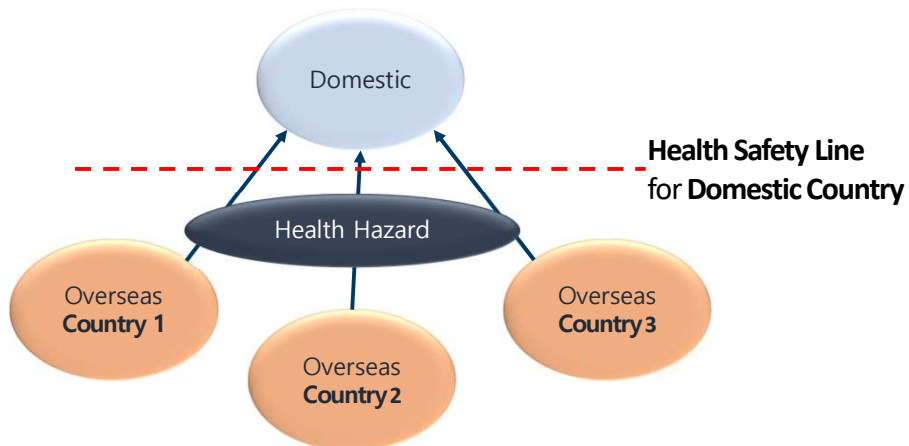 Domestic
Health Safety Line
for Domestic Country
Health Hazard
Overseas
Country 1
Overseas
Country 2
Overseas
Country 3